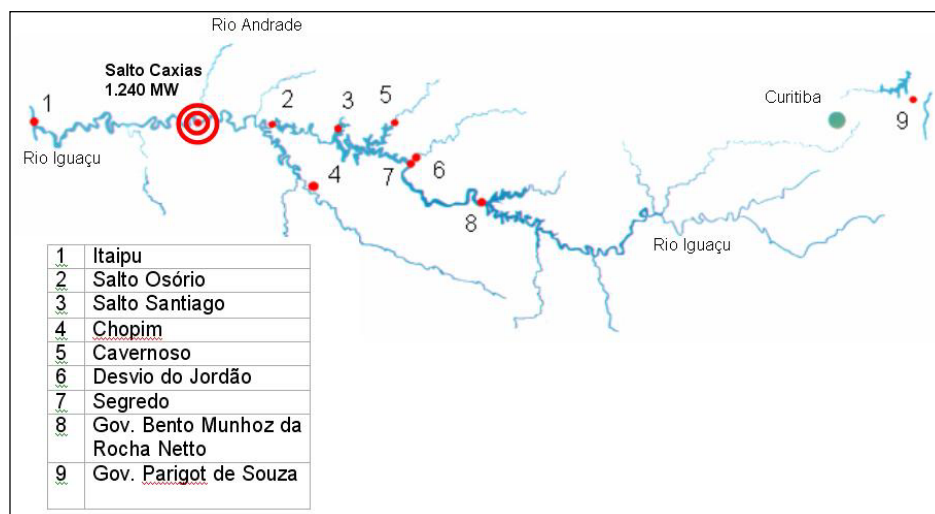 Rio Andrade
Salto Caxias
1.240 MW
1
2
3
5
Curitiba
9
Rio Iguaçu
4
7
6
8
Rio Iguaçu
1 Itaipu
2 Salto Osório
3 Salto Santiago
4 Chopim
5 Cavernoso
6 Desvio do Jordão
7 Segredo
8 Gov. Bento Munhoz da
Rocha Netto
9 Gov. Parigot de Souza